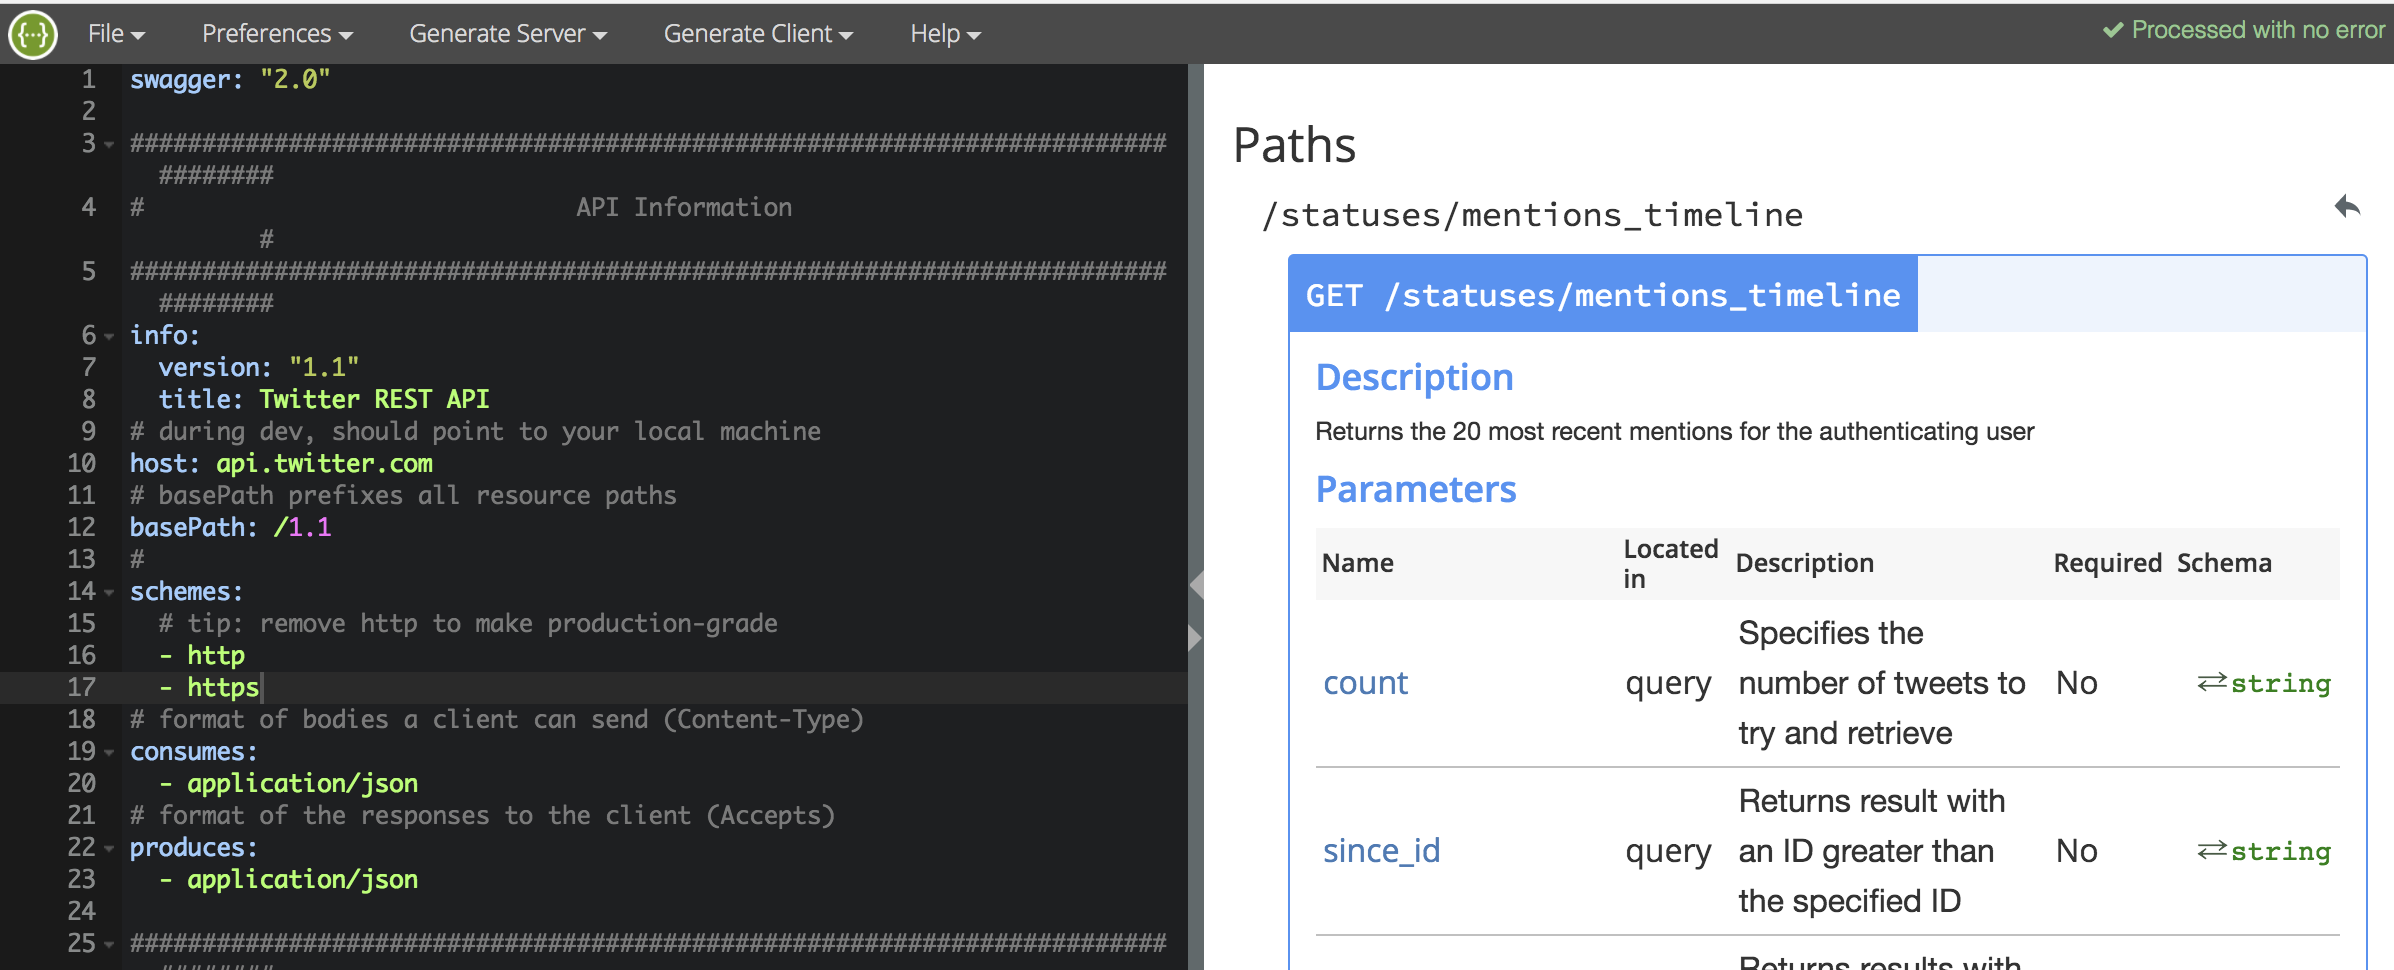 File Preferences Generate Server Generate Client Help Processed with no error
1 swagger: "2.0"
2
3 ########################################################################
########
4 # API Information
#
5 ########################################################################
########
6 info:
7 version: "1.1"
8 title: Twitter REST API
9 # during dev, should point to your local machine
10 host: api.twitter.com
11 # basePath prefixes all resource paths
12 basePath: /1.1
13 #
14 schemes:
15 # tip: remove http to make production-grade
16 - http
17 - https
18 # format of bodies a client can send (Content-Type)
19 consumes:
20 - application/json
21 # format of the responses to the client (Accepts)
22 produces:
23 - application/json
24
25 ########################################################################
########
Paths
/statuses/mentions_timeline
GET /statuses/mentions_timeline
Description
Returns the 20 most recent mentions for the authenticating user
Parameters
Name Located in Description Required Schema
count query Specifies the number of tweets to try and retrieve No string
since_id query Returns result with an ID greater than the specified ID No string
Returns results with